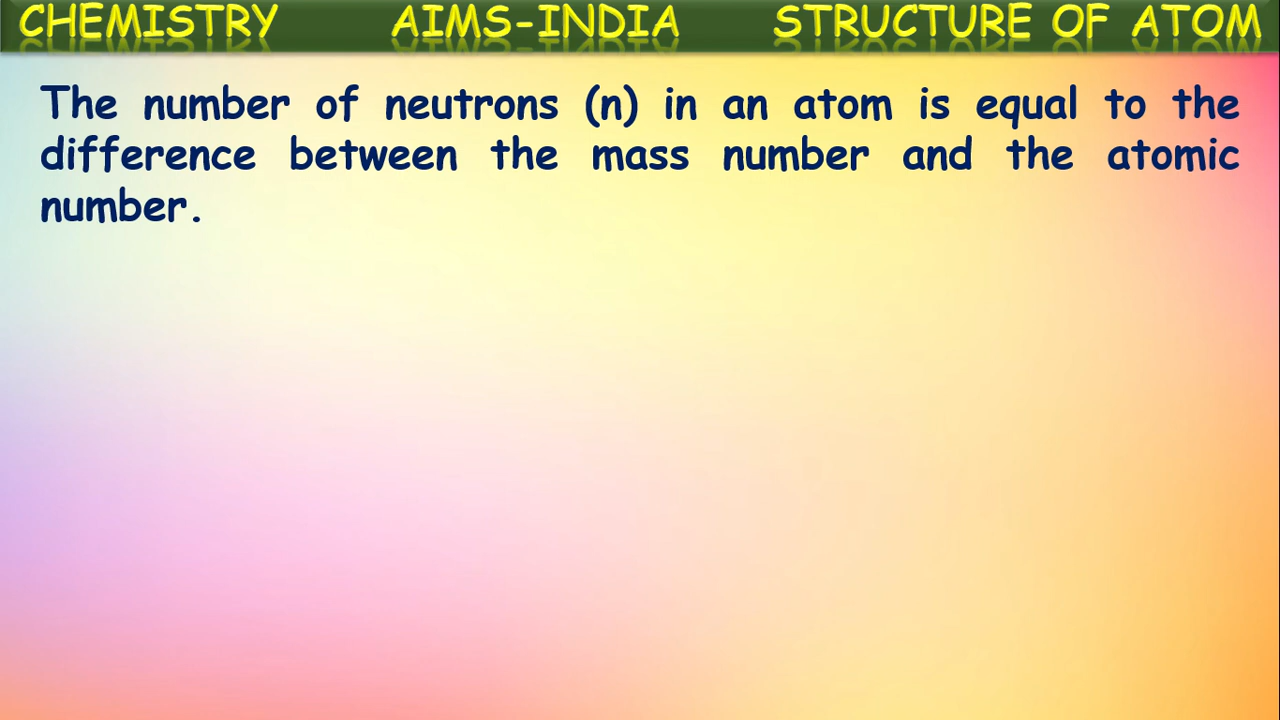 CHEMISTRY AIMS-INDIA STRUCTURE OF ATOM
The number of neutrons (n) in an atom is equal to the
difference between the mass number and the atomic
number.